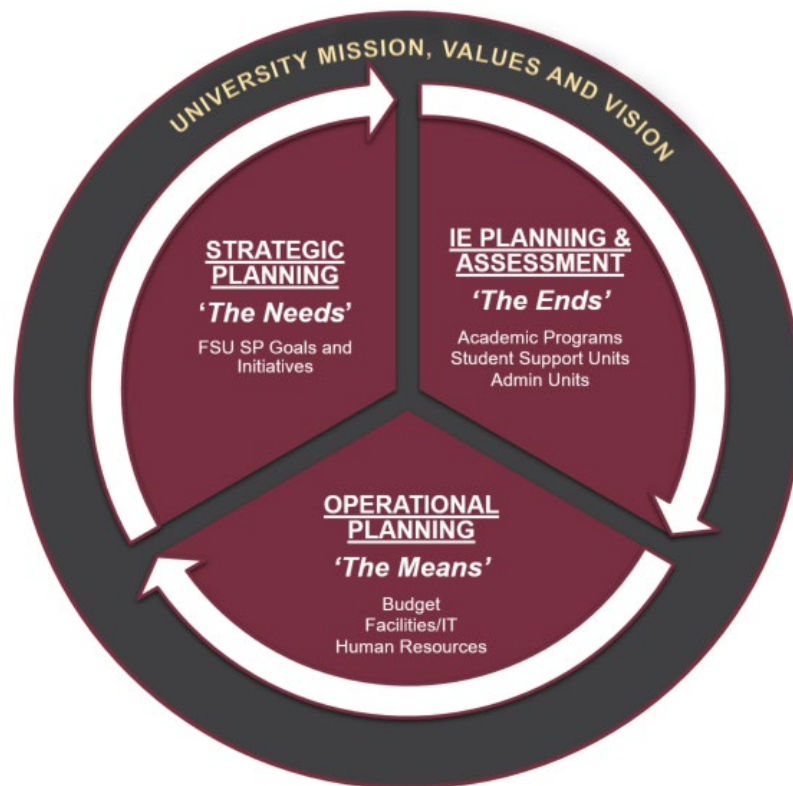 UNIVERSITY MISSION, VALUES AND VISION
STRATEGIC
PLANNING
‘The Needs’
FSU SP Goals and
Initiatives
IE PLANNING &
ASSESSMENT
‘The Ends’
Academic Programs
Student Support Units
Admin Units
OPERATIONAL
PLANNING
‘The Means’
Budget
Facilities/IT
Human Resources